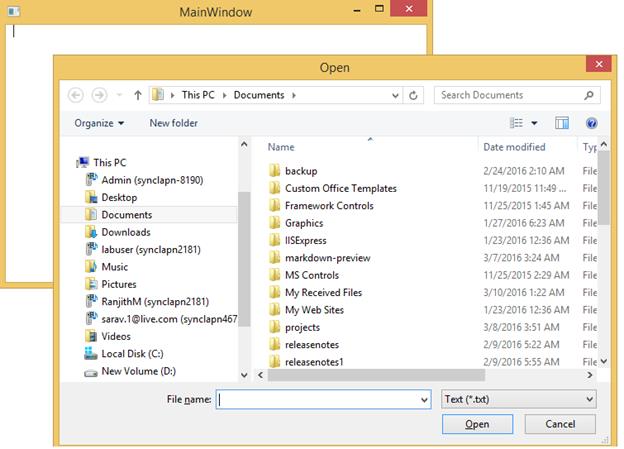 MainWindow
Open
This PC Documents
Search Documents
Organize New folder
Name Date modified Typ
This PC
Admin (synclapn-8190)
Desktop
Documents
Downloads
labuser (synclapn2181)
Music
Pictures
RanjithM (synclapn2181)
sarav.1@live.com (synclapn467
Videos
Local Disk (C:)
New Volume (D:)
backup 2/24/2016 2:10 AM File
Custom Office Templates 11/19/2015 11:49 ... File
Framework Controls 11/25/2015 1:45 AM File
Graphics 1/27/2016 6:23 AM File
IISExpress 1/23/2016 12:36 AM File
markdown-preview 3/7/2016 3:24 AM File
MS Controls 11/25/2015 2:29 AM File
My Received Files 3/10/2016 1:22 AM File
My Web Sites 1/23/2016 12:36 AM File
projects 3/8/2016 3:51 AM File
releasenotes 2/9/2016 5:22 AM File
releasenotes1 2/9/2016 5:55 AM File
File name: Text (*.txt)
Open Cancel